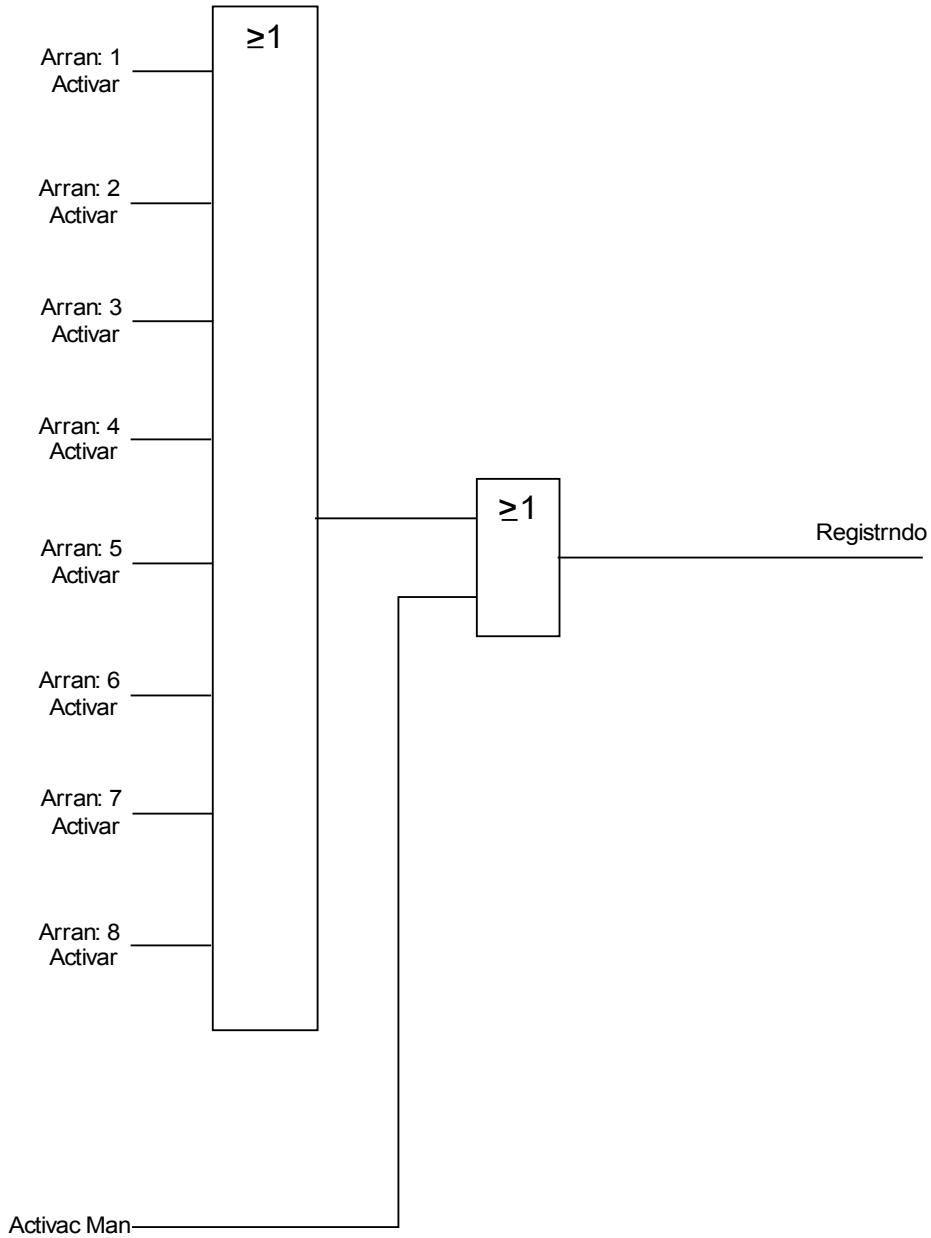 ≥1
Arran: 1
Activar
Arran: 2
Activar
Arran: 3
Activar
Arran: 4
Activar
≥1
Registrndo
Arran: 5
Activar
Arran: 6
Activar
Arran: 7
Activar
Arran: 8
Activar
Activac Man